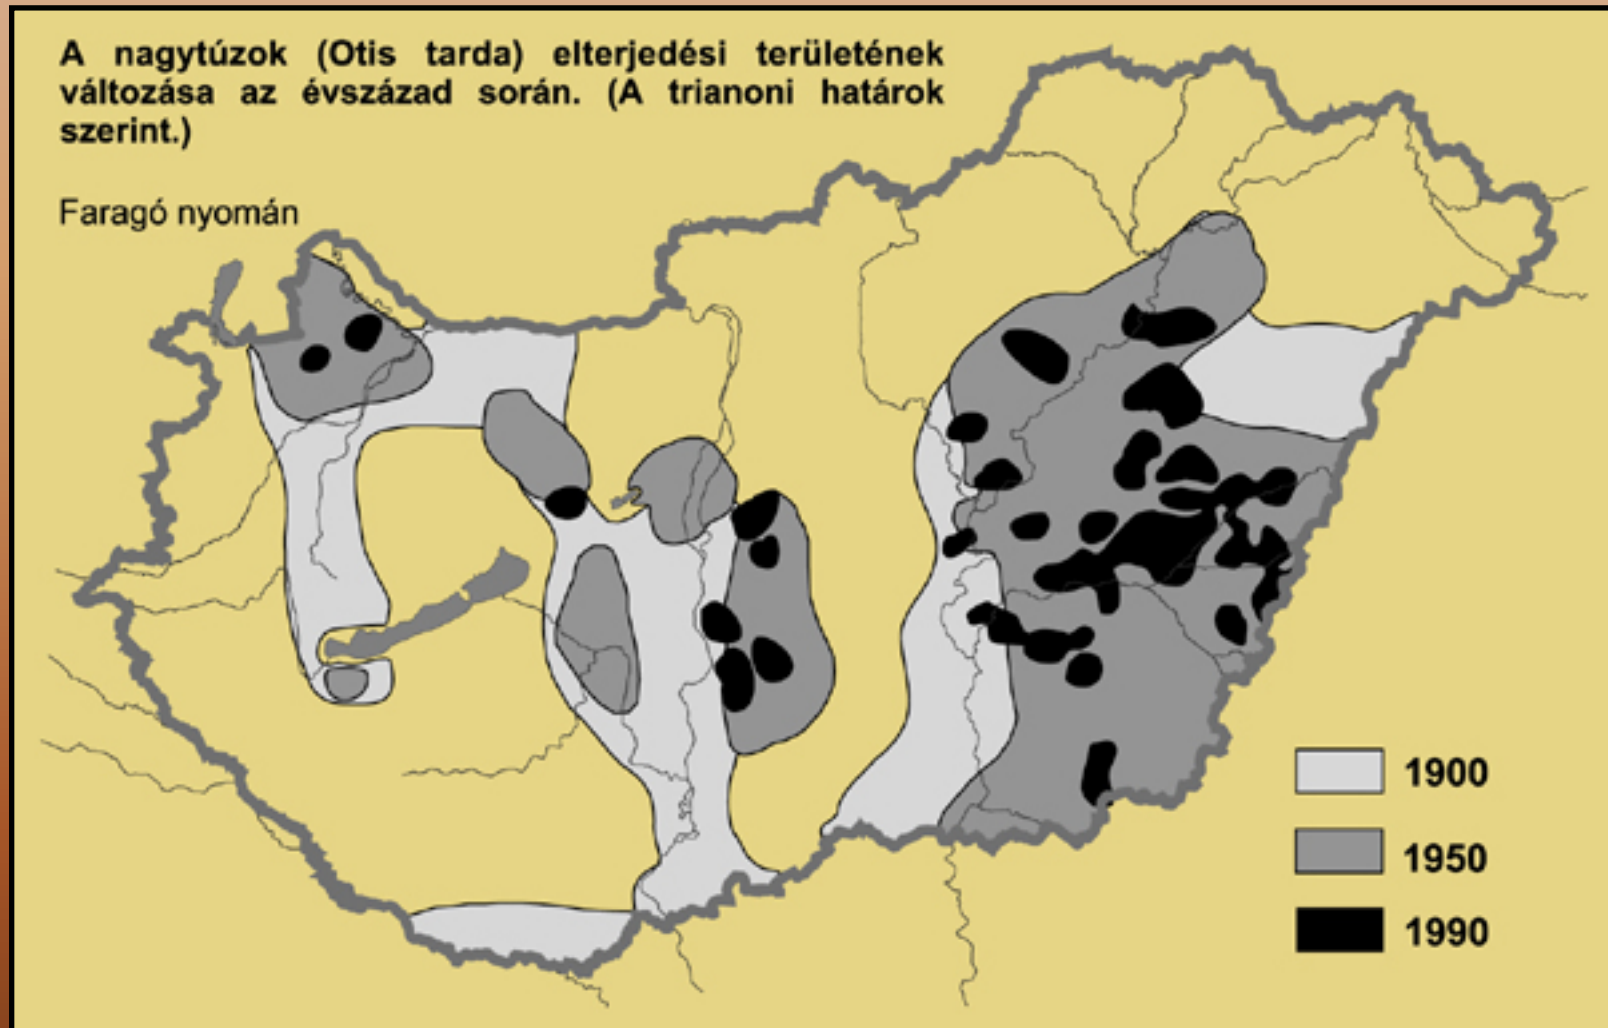 A nagytúzok (Otis tarda) elterjedési területének
változása az évszázad során. (A trianoni határok
szerint.)
Faragó nyomán
1900
1950
1990